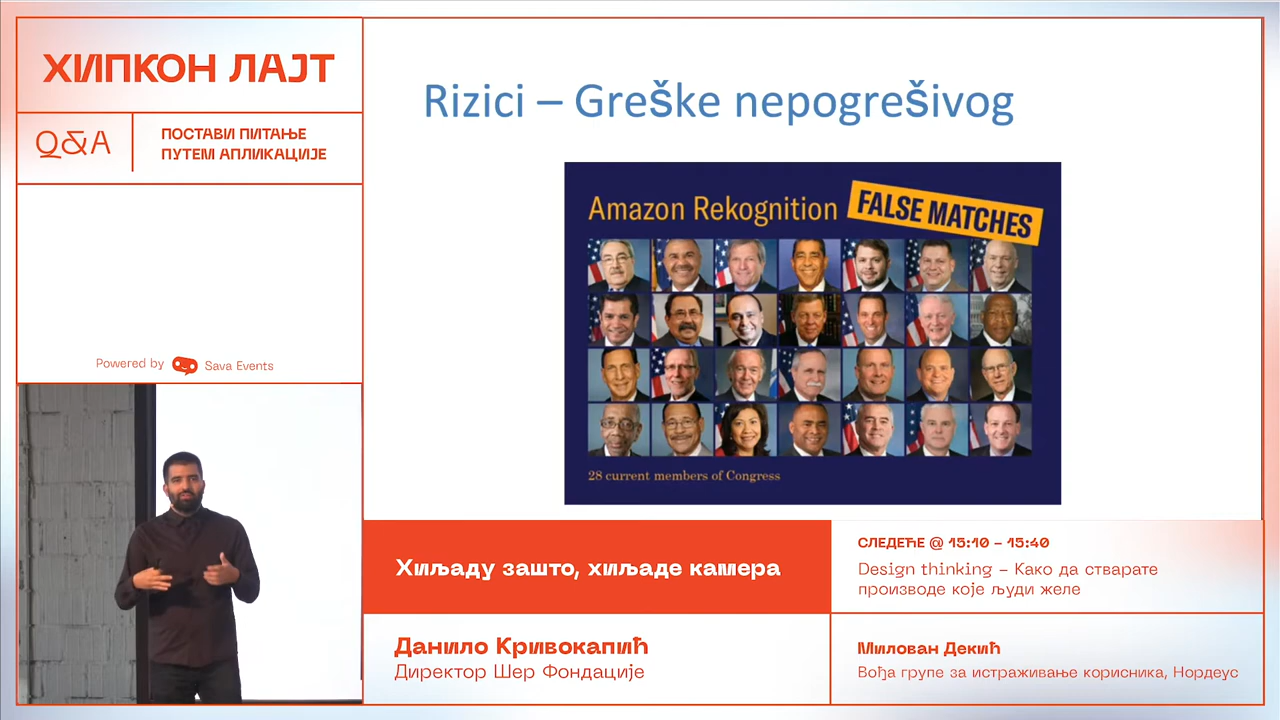 ХИПКОН ЛАЈТ
Q&A
ПОСТАВИ ПИТАЊЕ
ПУТЕМ АПЛИКАЦИЈЕ
Powered by Sava Events
Rizici – Greške nepogrešivog
Amazon Rekognition
FALSE MATCHES
28 current members of Congress
Хиљаду зашто, хиљаде камера
Данило Кривокапић
Директор Шер Фондације
СЛЕДЕЋЕ @ 15:10 – 15:40
Design thinking – Како да стварате
производе које људи желе
Милован Декић
Вођа групе за истраживање корисника, Нордеус